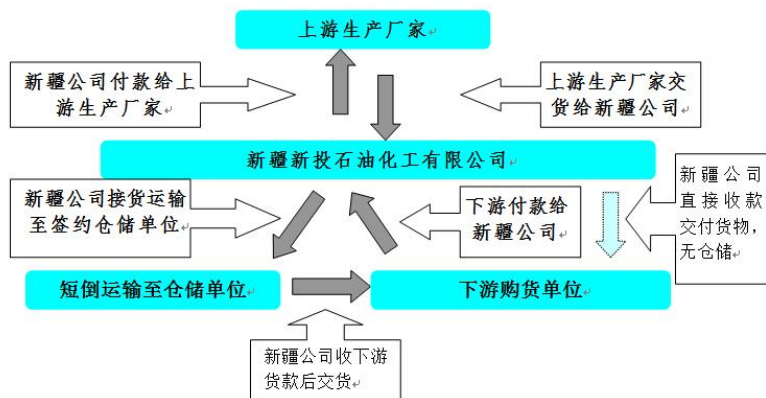 上游生产厂家
新疆公司付款给上
游生产厂家
上游生产厂家交
货给新疆公司
新疆新投石油化工有限公司
新疆公司接货运输
至签约仓储单位
下游付款给
新疆公司
新疆公司
直接收款
交付货物，
无仓储
短倒运输至仓储单位
下游购货单位
新疆公司收下游
货款后交货